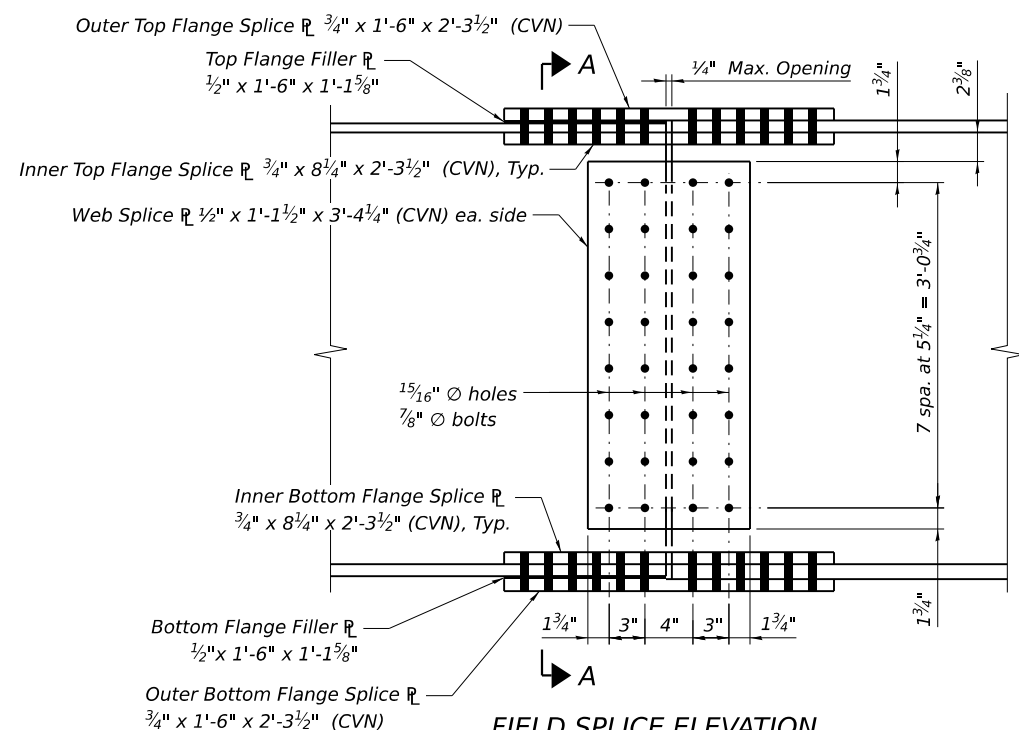 Outer Top Flange Splice ℄ ¾" x 1'-6" x 2'-3½" (CVN)
Top Flange Filler ℄
½" x 1'-6" x 1'-1⅝"
A
¼" Max. Opening
1¾"
2⅜"
Inner Top Flange Splice ℄ ¾" x 8¼" x 2'-3½" (CVN), Typ.
Web Splice ℄ ½" x 1'-1½" x 3'-4¼" (CVN) ea. side
7 spa. at 5¼" = 3'-0¾"
15/16" ∅ holes
⅞" ∅ bolts
Inner Bottom Flange Splice ℄
¾" x 8¼" x 2'-3½" (CVN), Typ.
1¾"
Bottom Flange Filler ℄
½"x 1'-6" x 1'-1⅝"
1¾" 3" 4" 3" 1¾"
A
Outer Bottom Flange Splice ℄
¾" x 1'-6" x 2'-3½" (CVN)
FIELD SPLICE ELEVATION